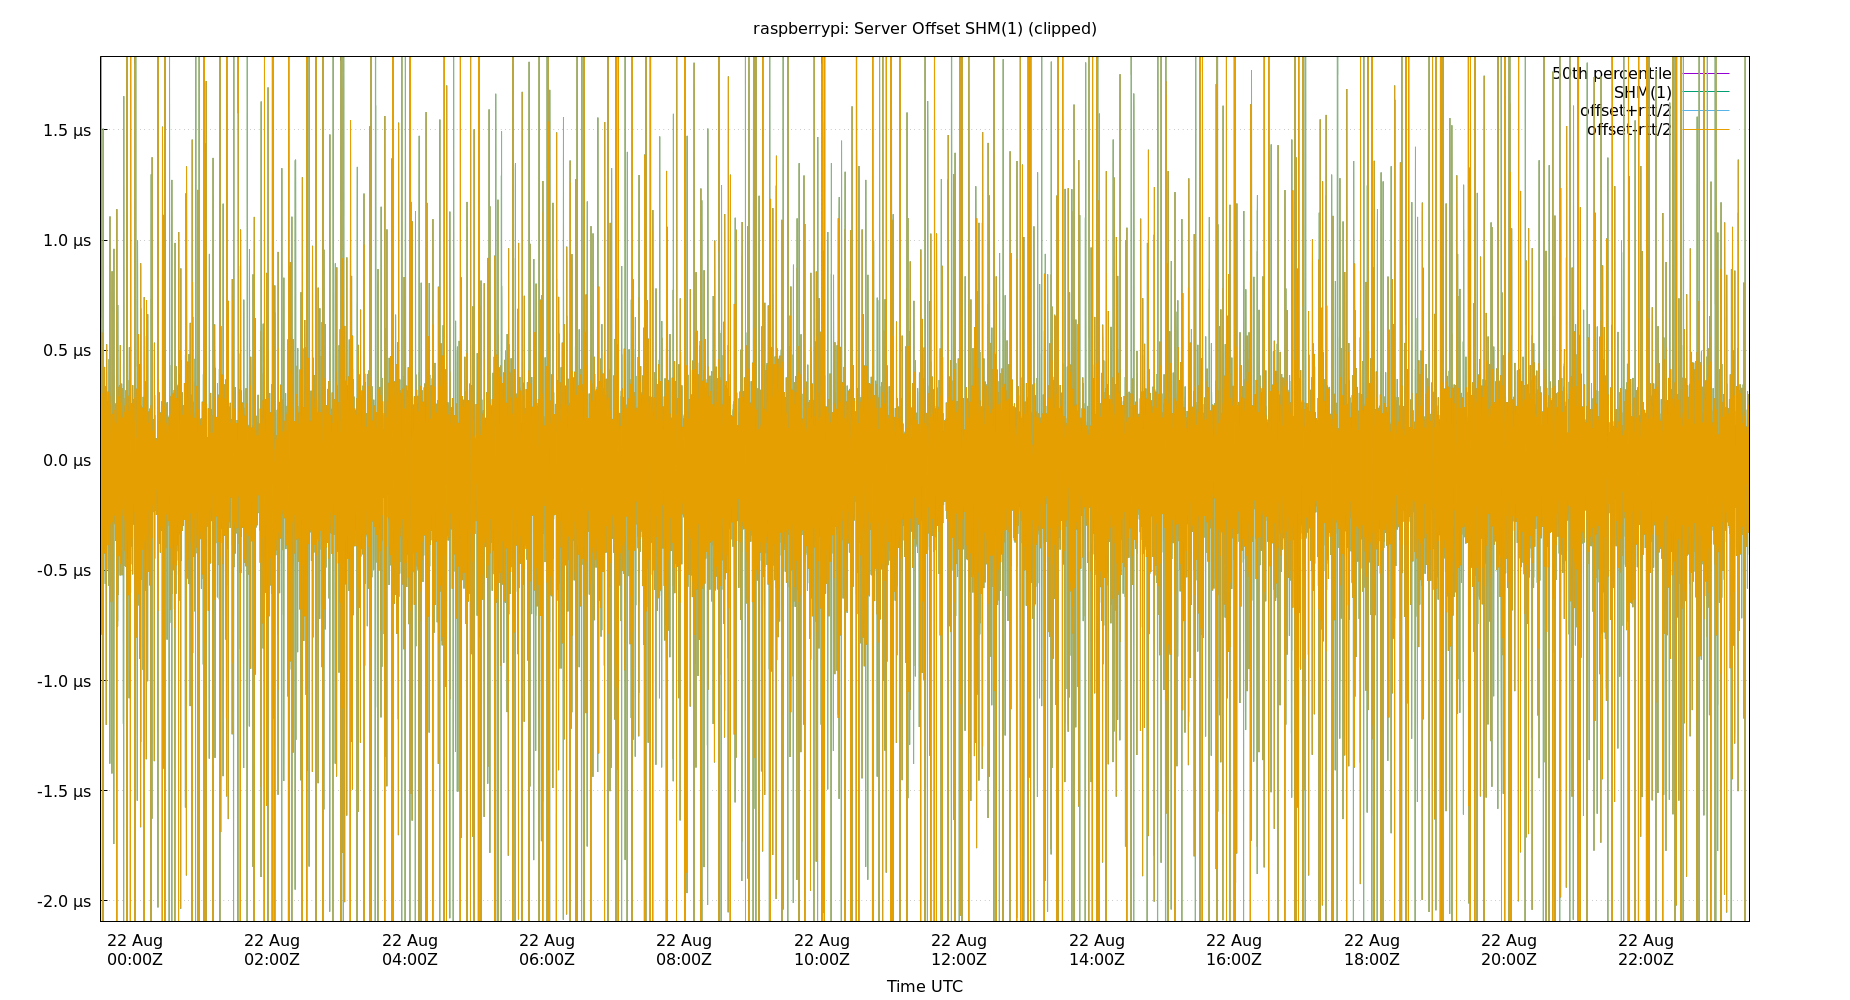 raspberrypi: Server Offset SHM(1) (clipped)
50th percentile
SHM(1)
offset+rtt/2
offset-rtt/2
1.5 µs
1.0 µs
0.5 µs
0.0 µs
-0.5 µs
-1.0 µs
-1.5 µs
-2.0 µs
22 Aug 22 Aug 22 Aug 22 Aug 22 Aug 22 Aug 22 Aug 22 Aug 22 Aug 22 Aug 22 Aug 22 Aug
00:00Z 02:00Z 04:00Z 06:00Z 08:00Z 10:00Z 12:00Z 14:00Z 16:00Z 18:00Z 20:00Z 22:00Z
Time UTC